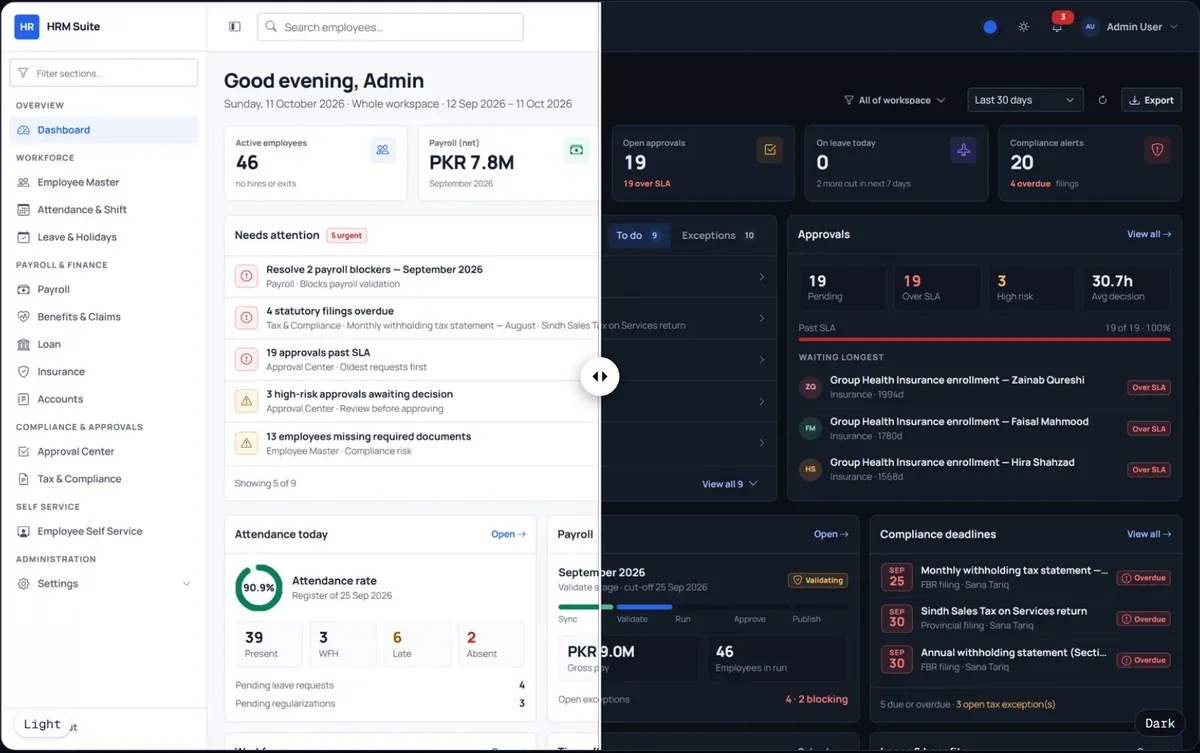 HR HRM Suite
Search employees...
3
AU Admin User
Filter sections...
OVERVIEW
Dashboard
WORKFORCE
Employee Master
Attendance & Shift
Leave & Holidays
PAYROLL & FINANCE
Payroll
Benefits & Claims
Loan
Insurance
Accounts
COMPLIANCE & APPROVALS
Approval Center
Tax & Compliance
SELF SERVICE
Employee Self Service
ADMINISTRATION
Settings
Light
Good evening, Admin
Sunday, 11 October 2026 · Whole workspace · 12 Sep 2026 – 11 Oct 2026
All of workspace
Last 30 days
Export
Active employees
46
no hires or exits
Payroll (net)
PKR 7.8M
September 2026
Open approvals
19
19 over SLA
On leave today
0
2 more out in next 7 days
Compliance alerts
20
4 overdue filings
Needs attention 5 urgent
To do 9 Exceptions 10
Resolve 2 payroll blockers — September 2026
Payroll · Blocks payroll validation
4 statutory filings overdue
Tax & Compliance · Monthly withholding tax statement — August · Sindh Sales Tax on Services return
19 approvals past SLA
Approval Center · Oldest requests first
3 high-risk approvals awaiting decision
Approval Center · Review before approving
13 employees missing required documents
Employee Master · Compliance risk
Showing 5 of 9
View all 9
Approvals
View all →
19
Pending
19
Over SLA
3
High risk
30.7h
Avg decision
Past SLA
19 of 19 · 100%
WAITING LONGEST
ZQ Group Health Insurance enrollment — Zainab Qureshi
Insurance · 1994d
Over SLA
FM Group Health Insurance enrollment — Faisal Mahmood
Insurance · 1780d
Over SLA
HS Group Health Insurance enrollment — Hira Shahzad
Insurance · 1568d
Over SLA
Attendance today
Open →
90.9%
Attendance rate
Register of 25 Sep 2026
39
Present
3
WFH
6
Late
2
Absent
Pending leave requests 4
Pending regularizations 3
Payroll
Open →
September 2026
Validate stage · cut-off 25 Sep 2026
Validating
Sync Validate Run Approve Publish
PKR 9.0M
Gross pay
46
Employees in run
Open exceptions
4 · 2 blocking
Compliance deadlines
View all →
SEP 25
Monthly withholding tax statement —...
FBR filing · Sana Tariq
Overdue
SEP 30
Sindh Sales Tax on Services return
Provincial filing · Sana Tariq
Overdue
SEP 30
Annual withholding statement (Secti...
FBR filing · Sana Tariq
Overdue
5 due or overdue · 3 open tax exception(s)
Dark